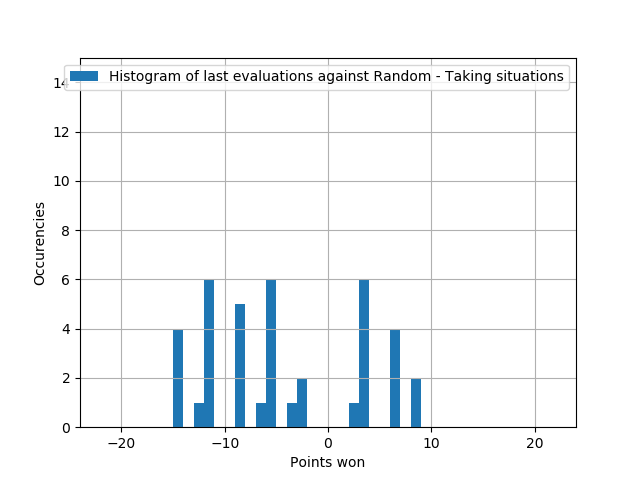 Histogram of last evaluations against Random - Taking situations
14
12
10
8
6
4
2
0
Occurencies
−20 −10 0 10 20
Points won